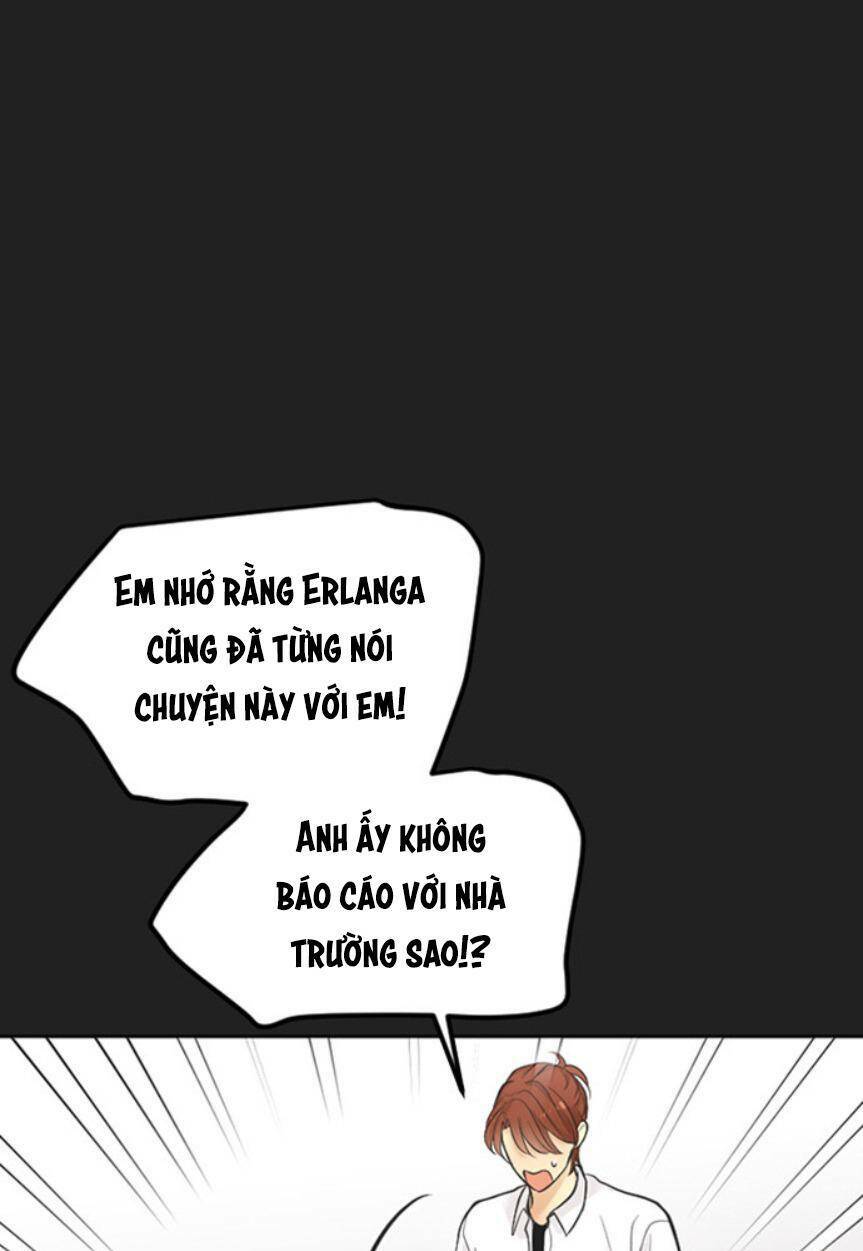 EM NHỚ RẰNG ERLANGA
CŨNG ĐÃ TỪNG NÓI
CHUYỆN NÀY VỚI EM!
ANH ẤY KHÔNG
BÁO CÁO VỚI NHÀ
TRƯỜNG SAO!?